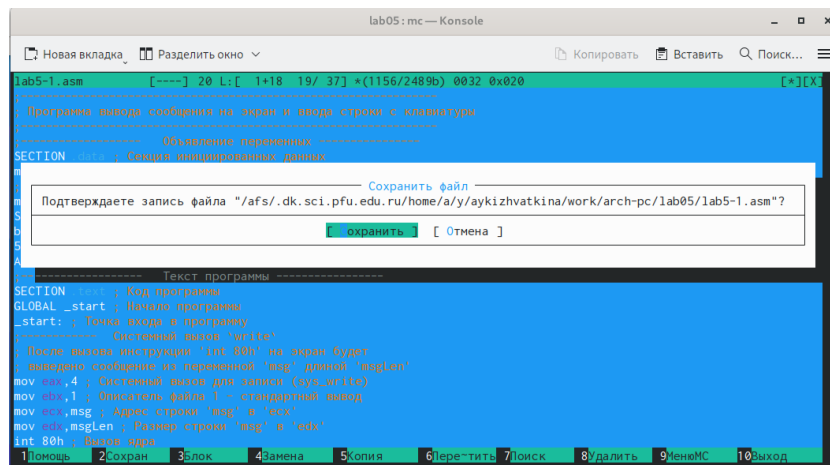 lab05 : mc — Konsole
Новая вкладка Разделить окно Копировать Вставить Поиск...
lab5-1.asm [----] 20 L:[ 1+18 19/ 37] *(1156/2489b) 0032 0x020 [*][X]
;------------------------------------------------------------------
; Программа вывода сообщения на экран и ввода строки с клавиатуры
;------------------------------------------------------------------
;------------------- Объявление переменных ----------------
SECTION .data ; Секция инициированных данных
m
Сохранить файл
m Подтверждаете запись файла "/afs/.dk.sci.pfu.edu.ru/home/a/y/aykizhvatkina/work/arch-pc/lab05/lab5-1.asm"?
S
b [ Сохранить ] [ Отмена ]
5
A
;------------------- Текст программы -----------------
SECTION .text ; Код программы
GLOBAL _start ; Начало программы
_start: ; Точка входа в программу
;------------ Системный вызов `write`
; После вызова инструкции 'int 80h' на экран будет
; выведено сообщение из переменной 'msg' длиной 'msgLen'
mov eax,4 ; Системный вызов для записи (sys_write)
mov ebx,1 ; Описатель файла 1 - стандартный вывод
mov ecx,msg ; Адрес строки 'msg' в 'ecx'
mov edx,msgLen ; Размер строки 'msg' в 'edx'
int 80h ; Вызов ядра
1Помощь 2Сохран 3Блок 4Замена 5Копия 6Пере~тить 7Поиск 8Удалить 9МенюMC 10Выход